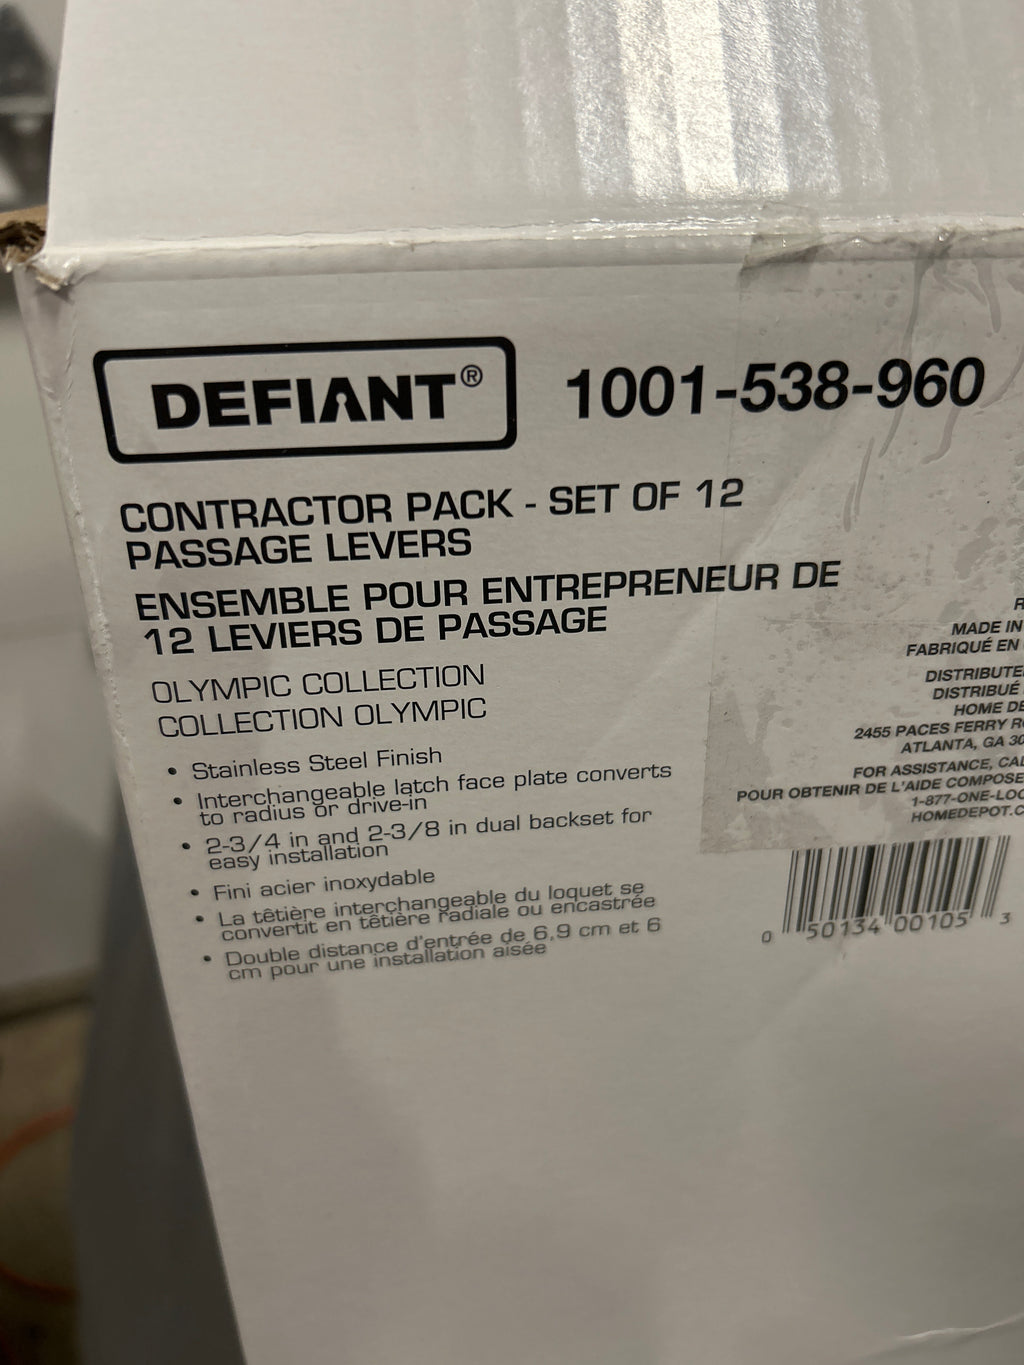 DEFIANT®
1001-538-960
CONTRACTOR PACK - SET OF 12
PASSAGE LEVERS
ENSEMBLE POUR ENTREPRENEUR DE
12 LEVIERS DE PASSAGE
OLYMPIC COLLECTION
COLLECTION OLYMPIC
• Stainless Steel Finish
• Interchangeable latch face plate converts
to radius or drive-in
• 2-3/4 in and 2-3/8 in dual backset for
easy installation
• Fini acier inoxydable
• La têtière interchangeable du loquet se
convertit en têtière radiale ou encastrée
• Double distance d'entrée de 6,9 cm et 6
cm pour une installation aisée
MADE IN
FABRIQUÉ EN
DISTRIBUTE
DISTRIBUÉ
HOME DE
2455 PACES FERRY R
ATLANTA, GA 30
FOR ASSISTANCE, CAL
POUR OBTENIR DE L'AIDE COMPOSE
1-877-ONE-LO
HOMEDEPOT.C
0 50134 00105 3